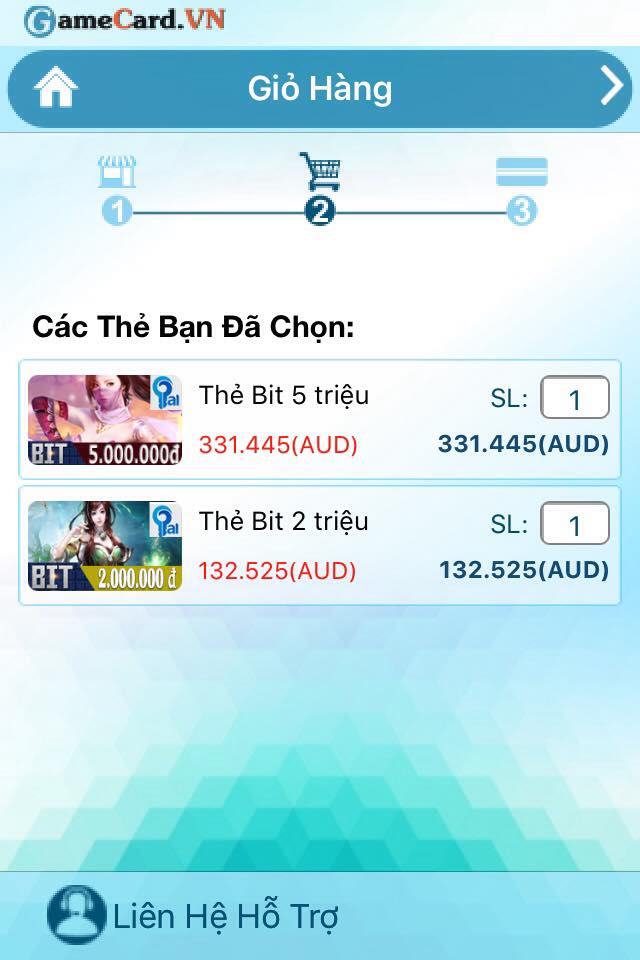 GameCard.VN
Giỏ Hàng
1 2 3
Các Thẻ Bạn Đã Chọn:
Thẻ Bit 5 triệu SL: 1
Pal
BIT 5.000.000đ
331.445(AUD) 331.445(AUD)
Thẻ Bit 2 triệu SL: 1
Pal
BIT 2.000.000 đ
132.525(AUD) 132.525(AUD)
Liên Hệ Hỗ Trợ